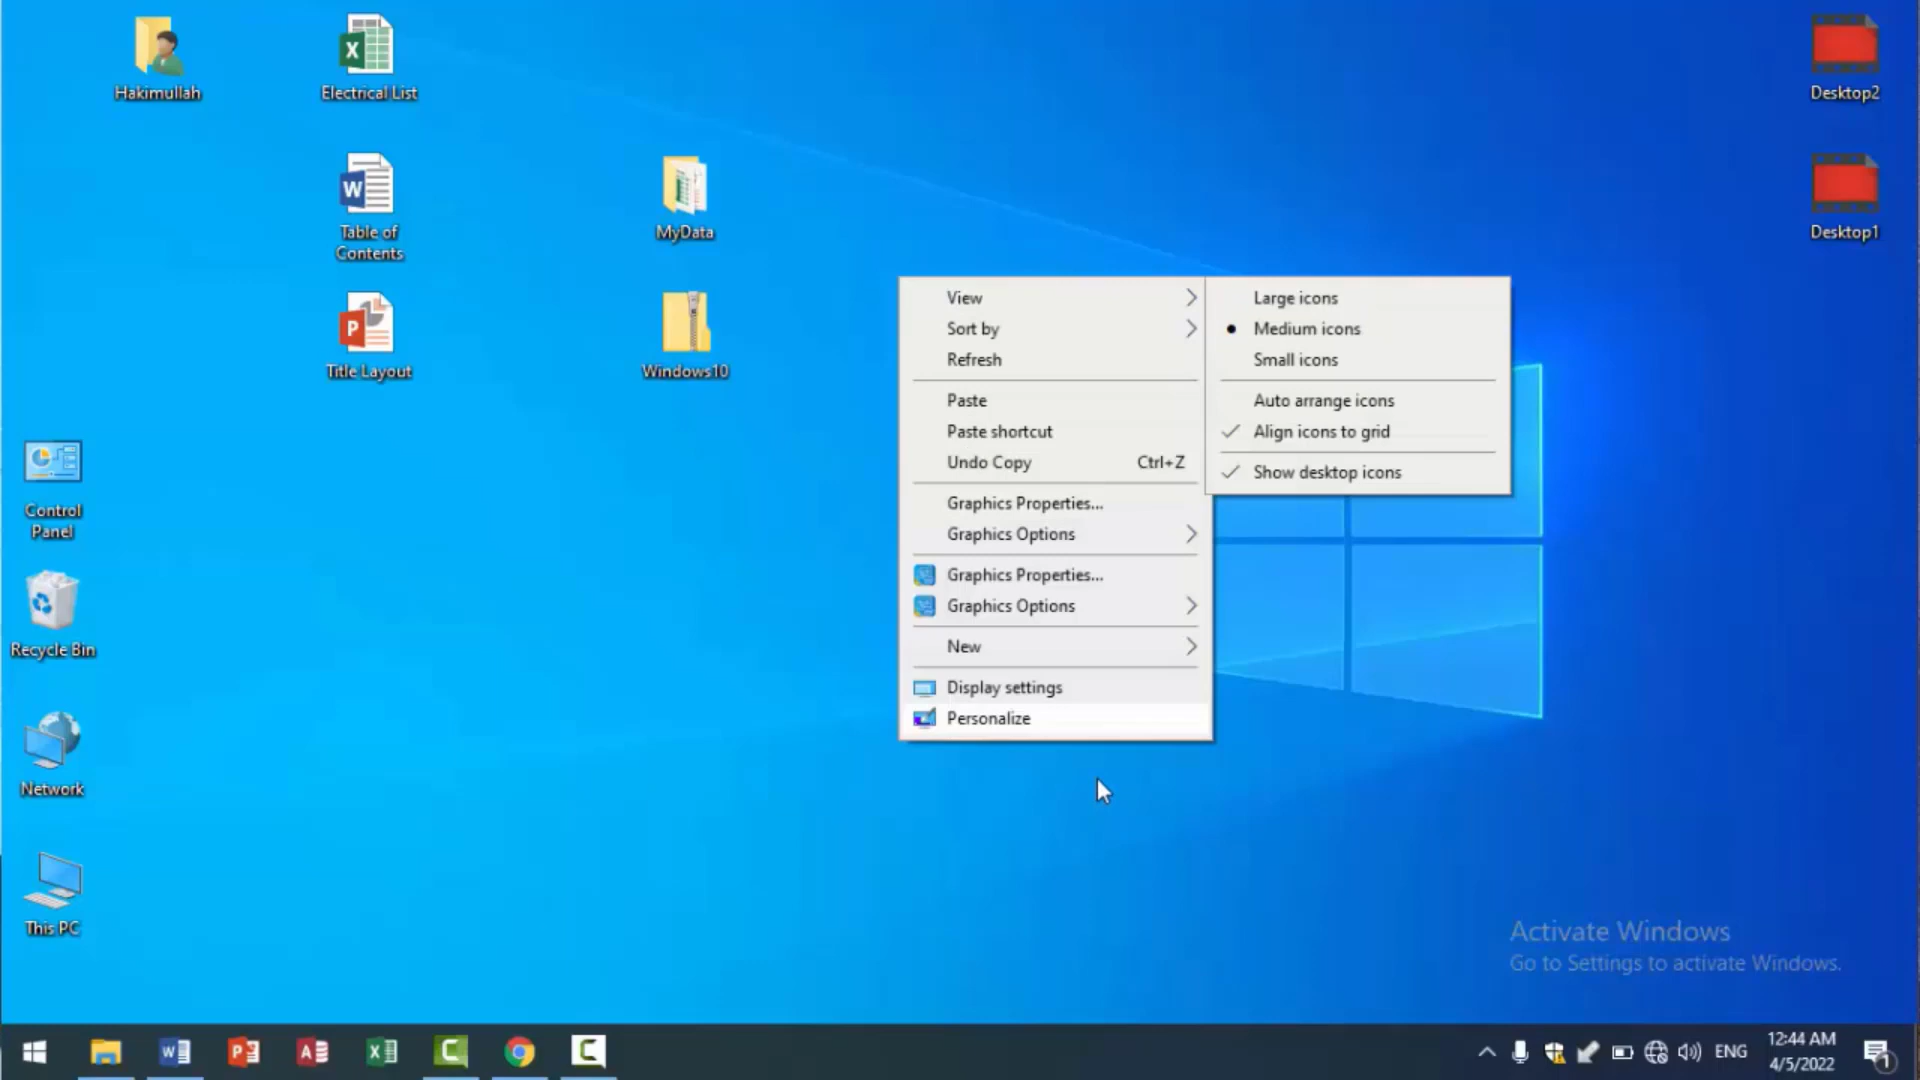 Hakimullah
Electrical List
Desktop2
Table of
Contents
MyData
Desktop1
Title Layout
Windows10
View
Sort by
Refresh
Paste
Paste shortcut
Undo Copy Ctrl+Z
Graphics Properties...
Graphics Options
Graphics Properties...
Graphics Options
New
Display settings
Personalize
Large icons
Medium icons
Small icons
Auto arrange icons
Align icons to grid
Show desktop icons
Control
Panel
Recycle Bin
Network
This PC
Activate Windows
Go to Settings to activate Windows.
ENG
12:44 AM
4/5/2022
1